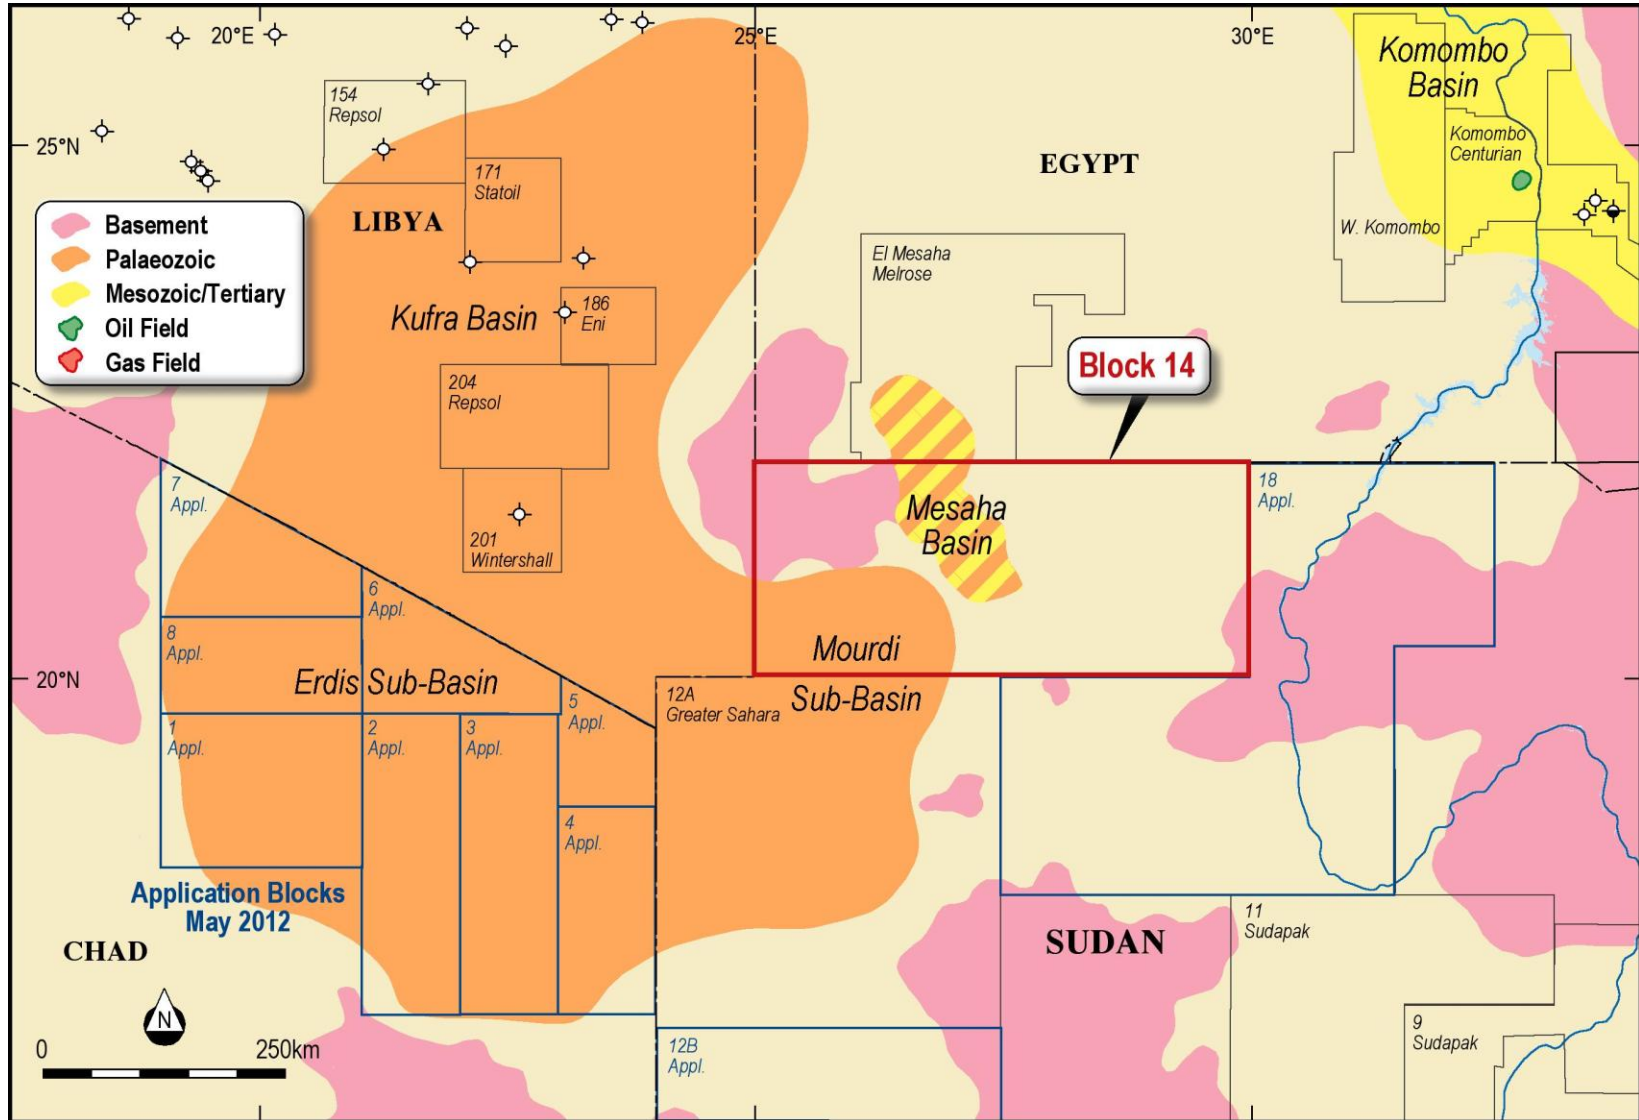 20°E
25°E
30°E
25°N
20°N
Komombo
Basin
154
Repsol
171
Statoil
EGYPT
Komombo
Centurian
W. Komombo
LIBYA
Basement
Palaeozoic
Mesozoic/Tertiary
Oil Field
Gas Field
El Mesaha
Melrose
Kufra Basin
186
Eni
Block 14
204
Repsol
201
Wintershall
Mesaha
Basin
18
Appl.
7
Appl.
6
Appl.
8
Appl.
Erdis Sub-Basin
Mourdi
Sub-Basin
5
Appl.
12A
Greater Sahara
1
Appl.
2
Appl.
3
Appl.
4
Appl.
Application Blocks
May 2012
CHAD
SUDAN
11
Sudapak
9
Sudapak
12B
Appl.
N
0
250km